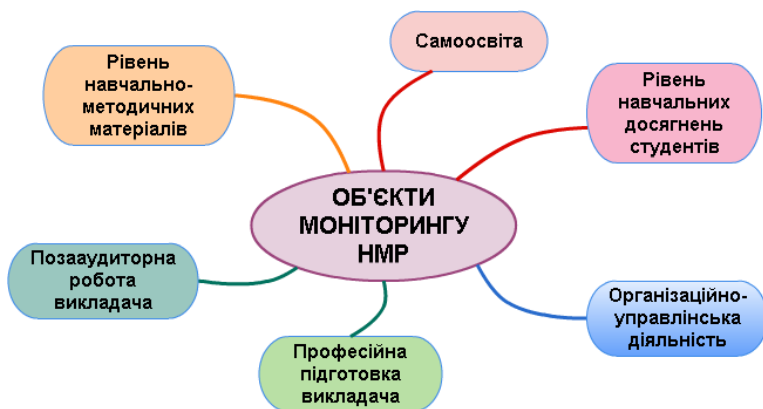 Самоосвіта
Рівень
навчально-
методичних
матеріалів
Рівень
навчальних
досягнень
студентів
ОБ'ЄКТИ
МОНІТОРИНГУ
НМР
Позааудиторна
робота
викладача
Організаційно-
управлінська
діяльність
Професійна
підготовка
викладача